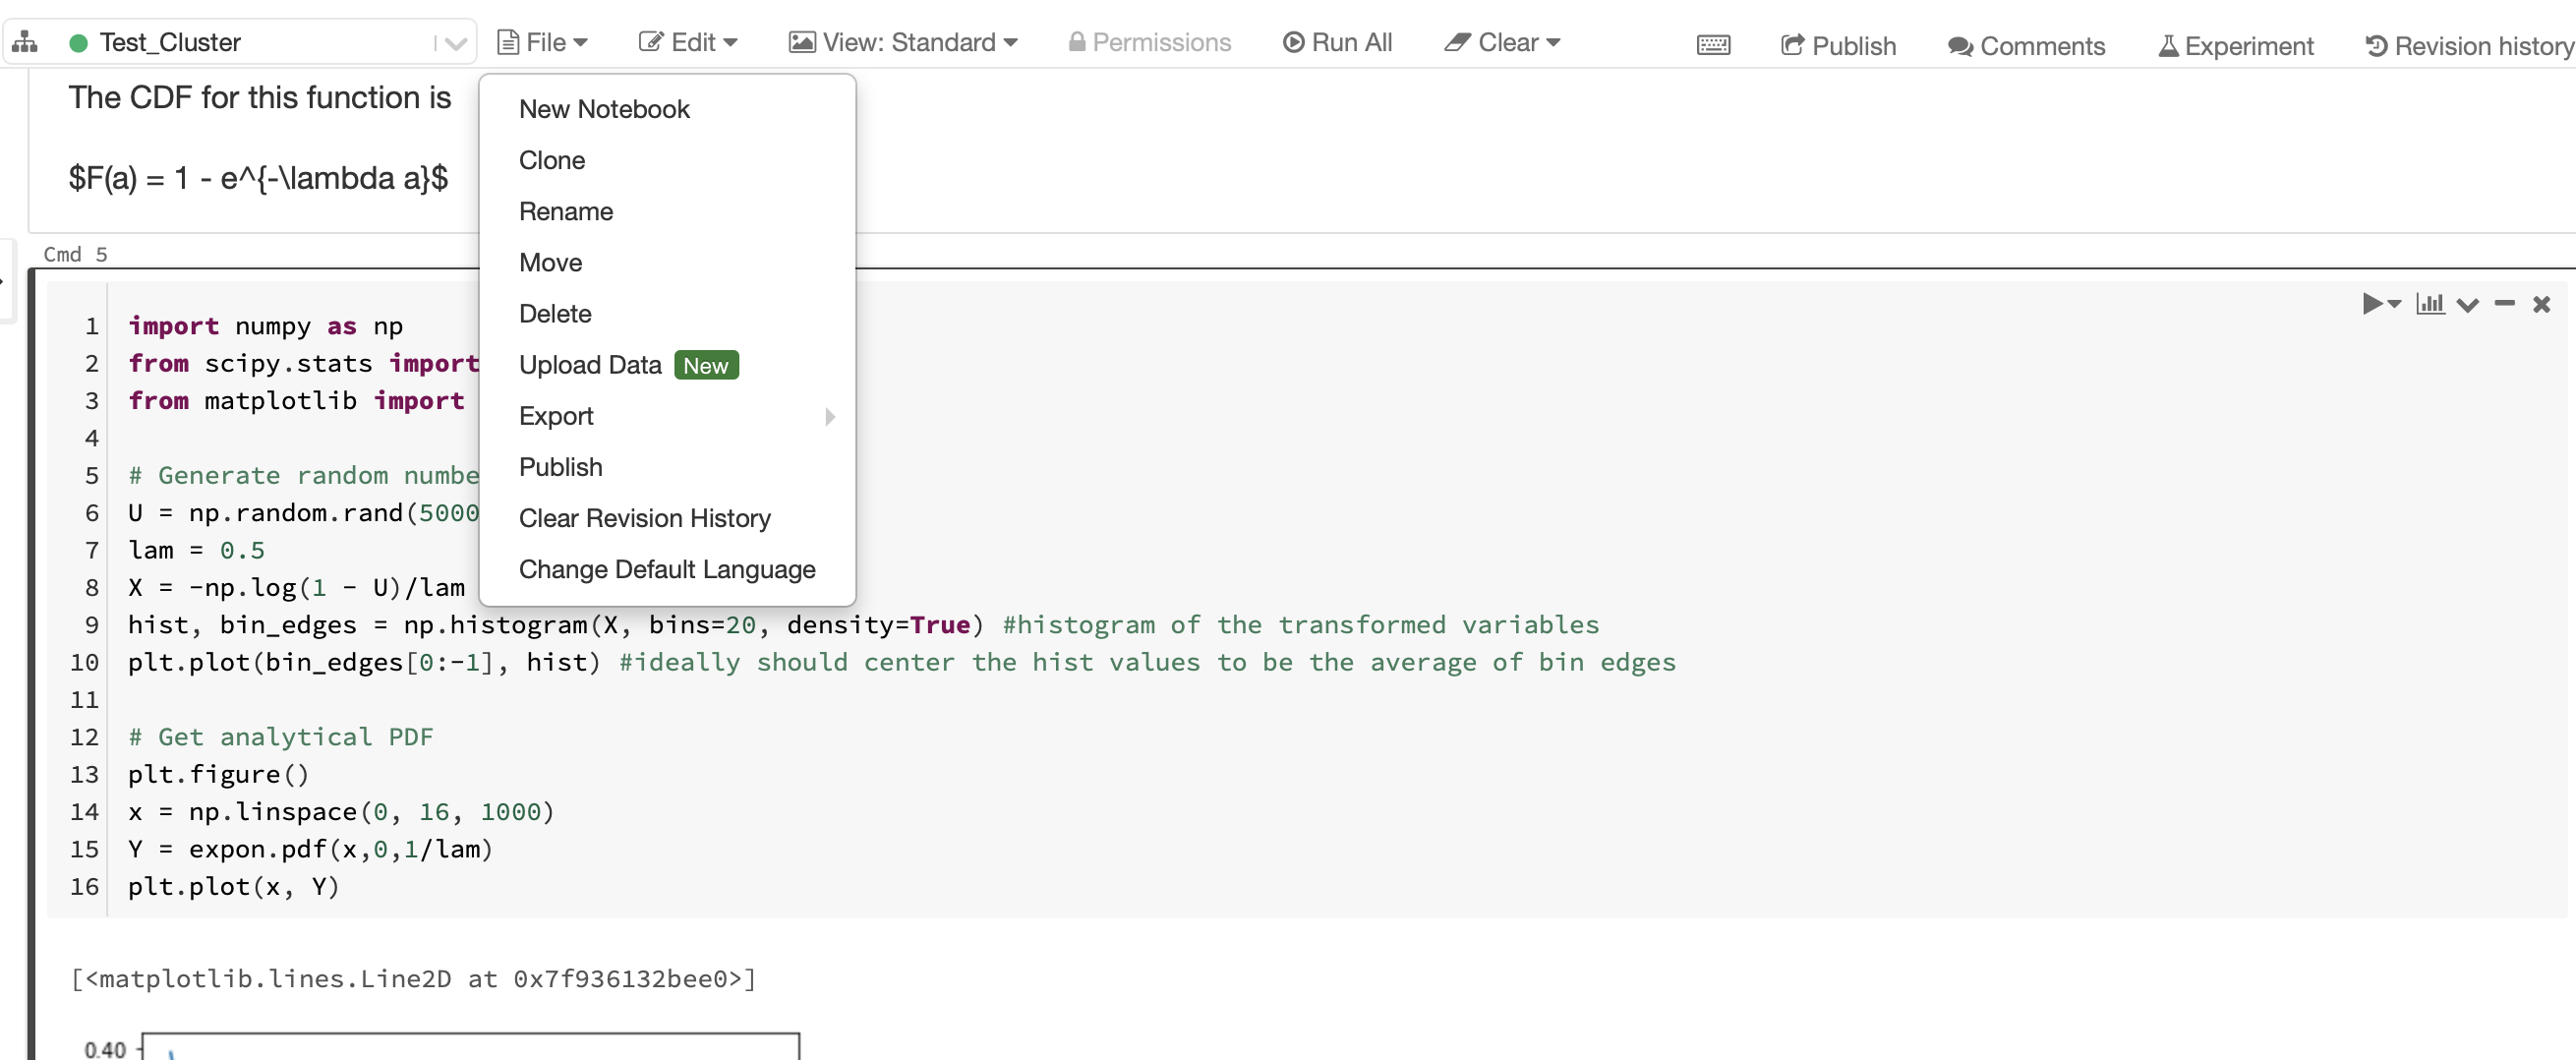 Test_Cluster File Edit View: Standard Permissions Run All Clear Publish Comments Experiment Revision history
The CDF for this function is
$F(a) = 1 - e^{-\lambda a}$
New Notebook
Clone
Rename
Move
Delete
Upload Data New
Export
Publish
Clear Revision History
Change Default Language
Cmd 5
1 import numpy as np
2 from scipy.stats import
3 from matplotlib import
4
5 # Generate random numbe
6 U = np.random.rand(5000
7 lam = 0.5
8 X = -np.log(1 - U)/lam
9 hist, bin_edges = np.histogram(X, bins=20, density=True) #histogram of the transformed variables
10 plt.plot(bin_edges[0:-1], hist) #ideally should center the hist values to be the average of bin edges
11
12 # Get analytical PDF
13 plt.figure()
14 x = np.linspace(0, 16, 1000)
15 Y = expon.pdf(x,0,1/lam)
16 plt.plot(x, Y)
[<matplotlib.lines.Line2D at 0x7f936132bee0>]
0.40